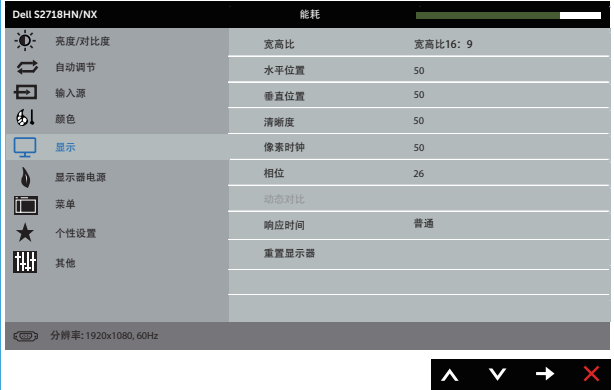 Dell S2718HN/NX 能耗
亮度/对比度
自动调节
输入源
颜色
显示
显示器电源
菜单
个性设置
其他
宽高比 宽高比16：9
水平位置 50
垂直位置 50
清晰度 50
像素时钟 50
相位 26
动态对比
响应时间 普通
重置显示器
分辨率: 1920x1080, 60Hz